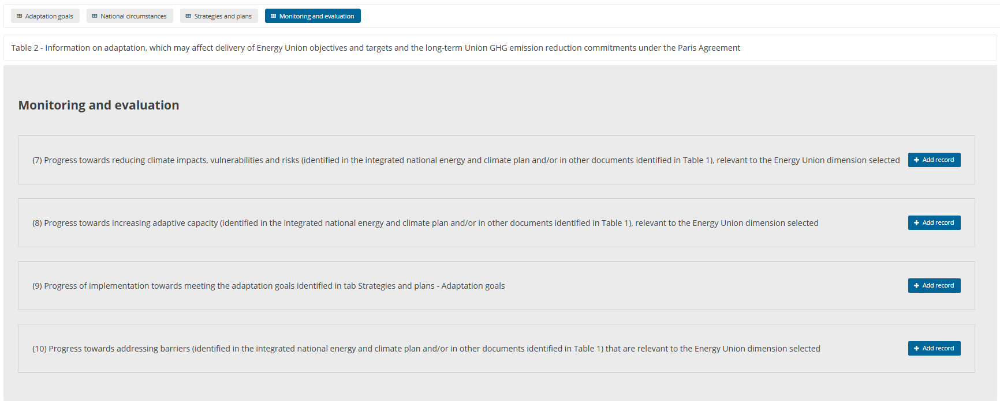 Adaptation goals National circumstances Strategies and plans Monitoring and evaluation
Table 2 - Information on adaptation, which may affect delivery of Energy Union objectives and targets and the long-term Union GHG emission reduction commitments under the Paris Agreement
Monitoring and evaluation
(7) Progress towards reducing climate impacts, vulnerabilities and risks (identified in the integrated national energy and climate plan and/or in other documents identified in Table 1), relevant to the Energy Union dimension selected Add record
(8) Progress towards increasing adaptive capacity (identified in the integrated national energy and climate plan and/or in other documents identified in Table 1), relevant to the Energy Union dimension selected Add record
(9) Progress of implementation towards meeting the adaptation goals identified in tab Strategies and plans - Adaptation goals Add record
(10) Progress towards addressing barriers (identified in the integrated national energy and climate plan and/or in other documents identified in Table 1) that are relevant to the Energy Union dimension selected Add record